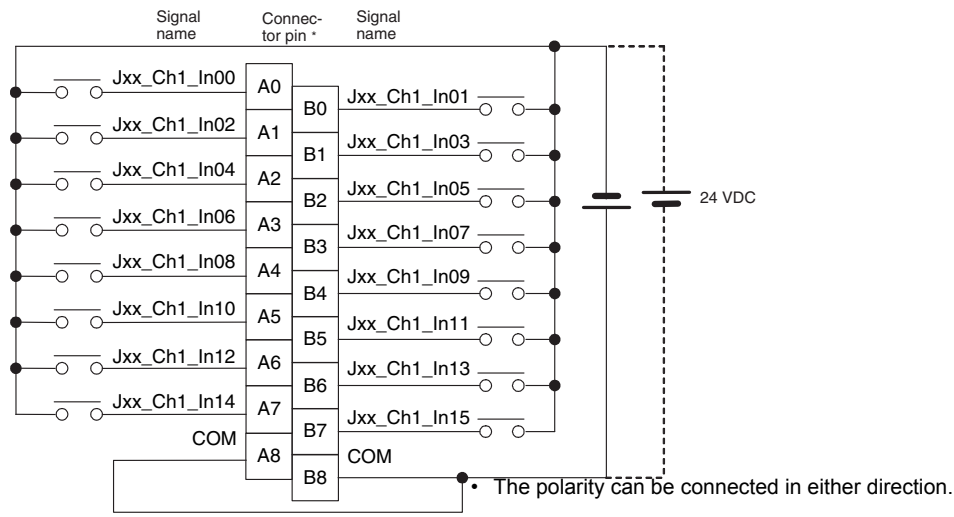 Signal
name
Connec-
tor pin *
Signal
name
Jxx_Ch1_In00
A0
B0
Jxx_Ch1_In01
Jxx_Ch1_In02
A1
B1
Jxx_Ch1_In03
Jxx_Ch1_In04
A2
B2
Jxx_Ch1_In05
24 VDC
Jxx_Ch1_In06
A3
B3
Jxx_Ch1_In07
Jxx_Ch1_In08
A4
B4
Jxx_Ch1_In09
Jxx_Ch1_In10
A5
B5
Jxx_Ch1_In11
Jxx_Ch1_In12
A6
B6
Jxx_Ch1_In13
Jxx_Ch1_In14
A7
B7
Jxx_Ch1_In15
COM
A8
B8
COM
• The polarity can be connected in either direction.